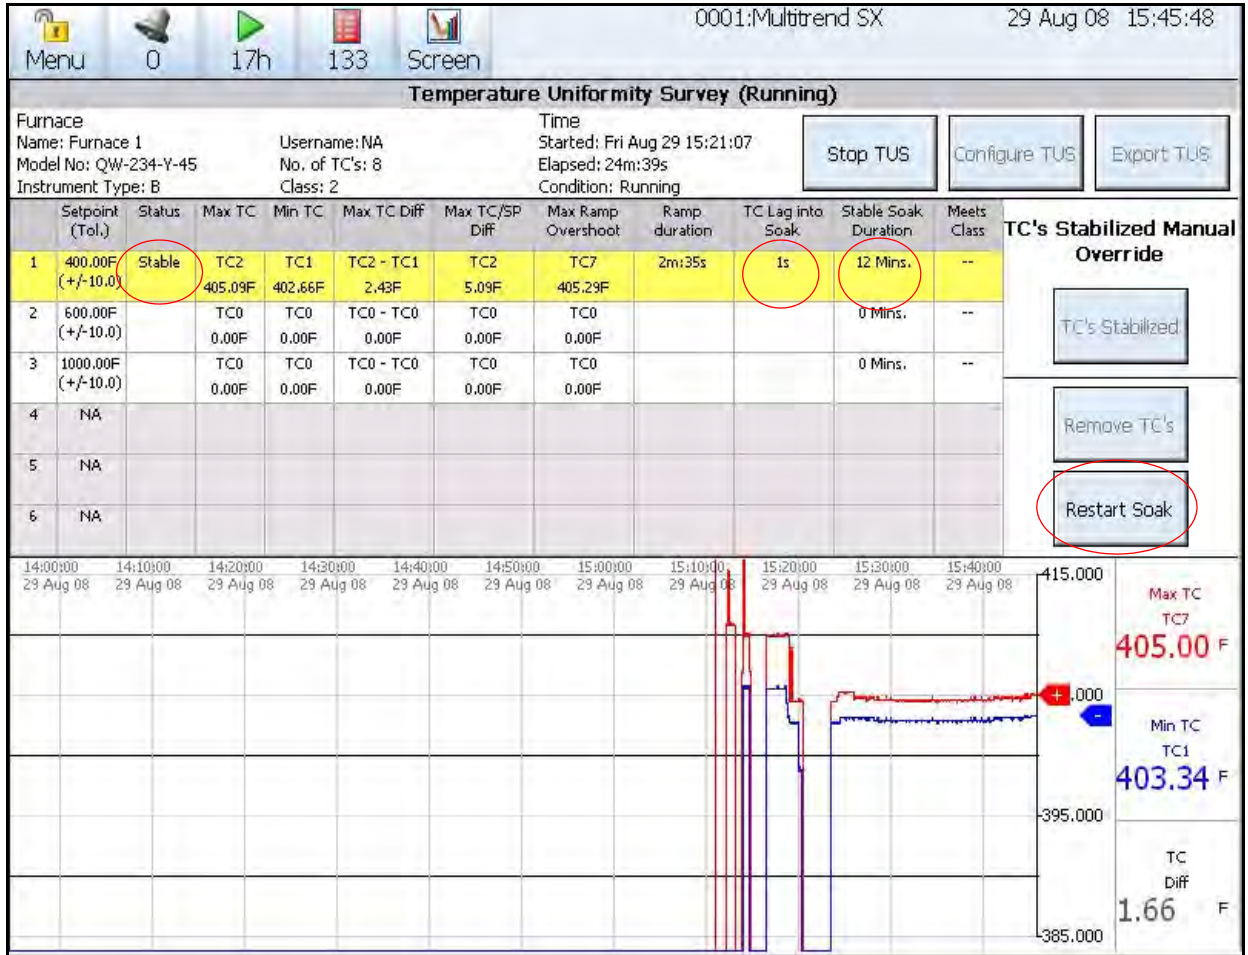 0001:Multitrend SX 29 Aug 08 15:45:48
Menu 0 17h 133 Screen
Temperature Uniformity Survey (Running)
Furnace
Name: Furnace 1
Model No: QW-234-Y-45
Instrument Type: B
Username:NA
No. of TC's: 8
Class: 2
Time
Started: Fri Aug 29 15:21:07
Elapsed: 24m:39s
Condition: Running
Stop TUS
Configure TUS
Export TUS
Setpoint (Tol.) Status Max TC Min TC Max TC Diff Max TC/SP Diff Max Ramp Overshoot Ramp duration TC Lag into Soak Stable Soak Duration Meets Class
1 400.00F Stable TC2 TC1 TC2 - TC1 TC2 TC7 2m:35s 1s 12 Mins. --
(+/-10.0) 405.09F 402.66F 2.43F 5.09F 405.29F
2 600.00F TC0 TC0 TC0 - TC0 TC0 TC0 0 Mins. --
(+/-10.0) 0.00F 0.00F 0.00F 0.00F 0.00F
3 1000.00F TC0 TC0 TC0 - TC0 TC0 TC0 0 Mins. --
(+/-10.0) 0.00F 0.00F 0.00F 0.00F 0.00F
4 NA
5 NA
6 NA
TC's Stabilized Manual
Override
TC's Stabilized
Remove TC's
Restart Soak
14:00:00 14:10:00 14:20:00 14:30:00 14:40:00 14:50:00 15:00:00 15:10:00 15:20:00 15:30:00 15:40:00
29 Aug 08 29 Aug 08 29 Aug 08 29 Aug 08 29 Aug 08 29 Aug 08 29 Aug 08 29 Aug 08 29 Aug 08 29 Aug 08 29 Aug 08
415.000
+ .000
-
395.000
385.000
Max TC
TC7
405.00 F
Min TC
TC1
403.34 F
TC
Diff
1.66 F